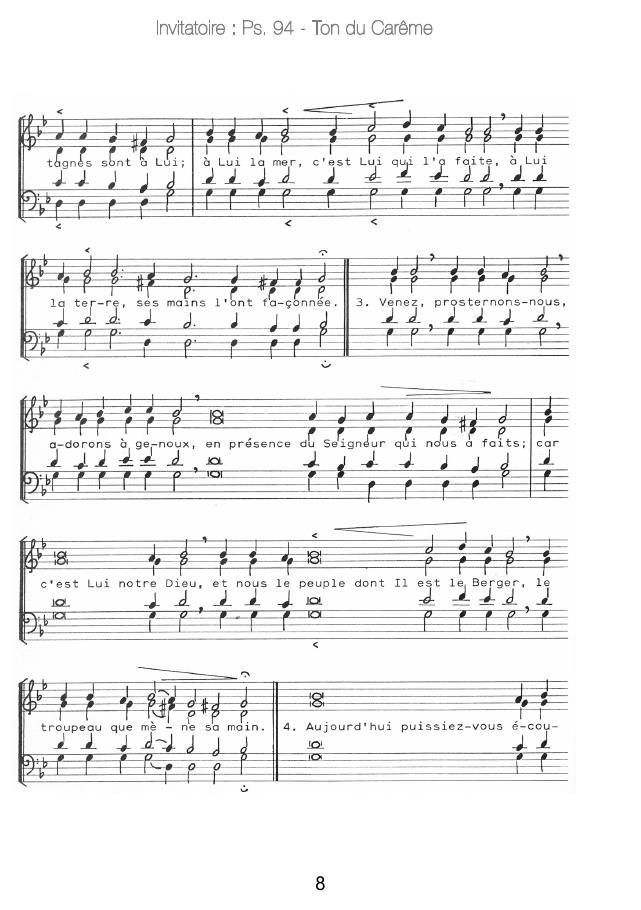 Invitatoire : Ps. 94 - Ton du Carême
tagnes sont à Lui; à Lui la mer, c'est Lui qui l'a faite, à Lui
la ter-re, ses mains l'ont fa-çonnée. 3. Venez, prosternons-nous,
a-dorons à ge-noux, en présence du Seigneur qui nous a faits; car
c'est Lui notre Dieu, et nous le peuple dont Il est le Berger, le
troupeau que mè - ne sa main. 4. Aujourd'hui puissiez-vous é-cou-
8